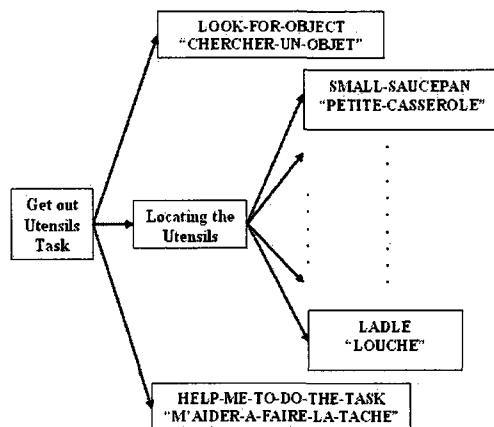 LOOK-FOR-OBJECT
“CHERCHER-UN-OBJET”
SMALL-SAUCEPAN
“PETITE-CASSEROLE”
Get out
Utensils
Task
Locating the
Utensils
LADLE
“LOUCHE”
HELP-ME-TO-DO-THE-TASK
“M'AIDER-A-FAIRE-LA-TACHE”